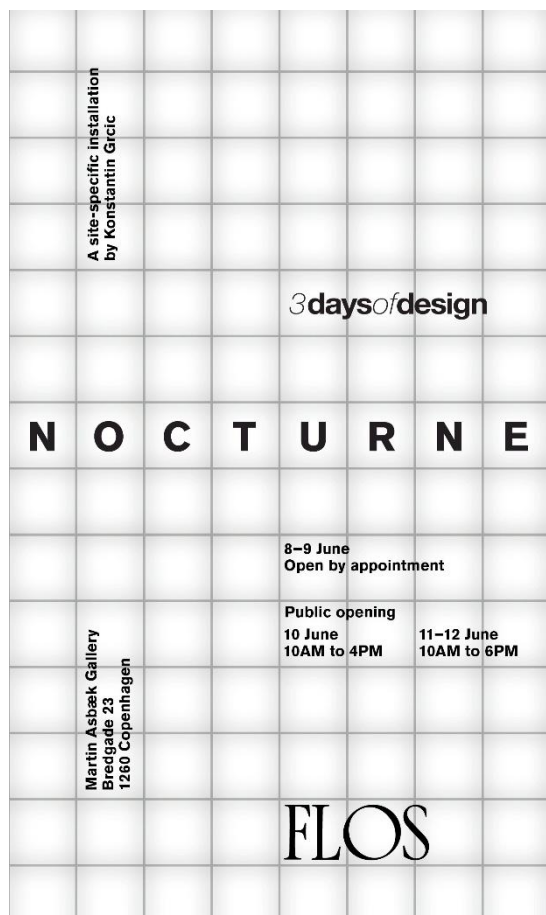 A site-specific installation
by Konstantin Grcic
3daysofdesign
NOCTURNE
8–9 June
Open by appointment
Public opening
10 June
10AM to 4PM
11–12 June
10AM to 6PM
Martin Asbæk Gallery
Bredgade 23
1260 Copenhagen
FLOS